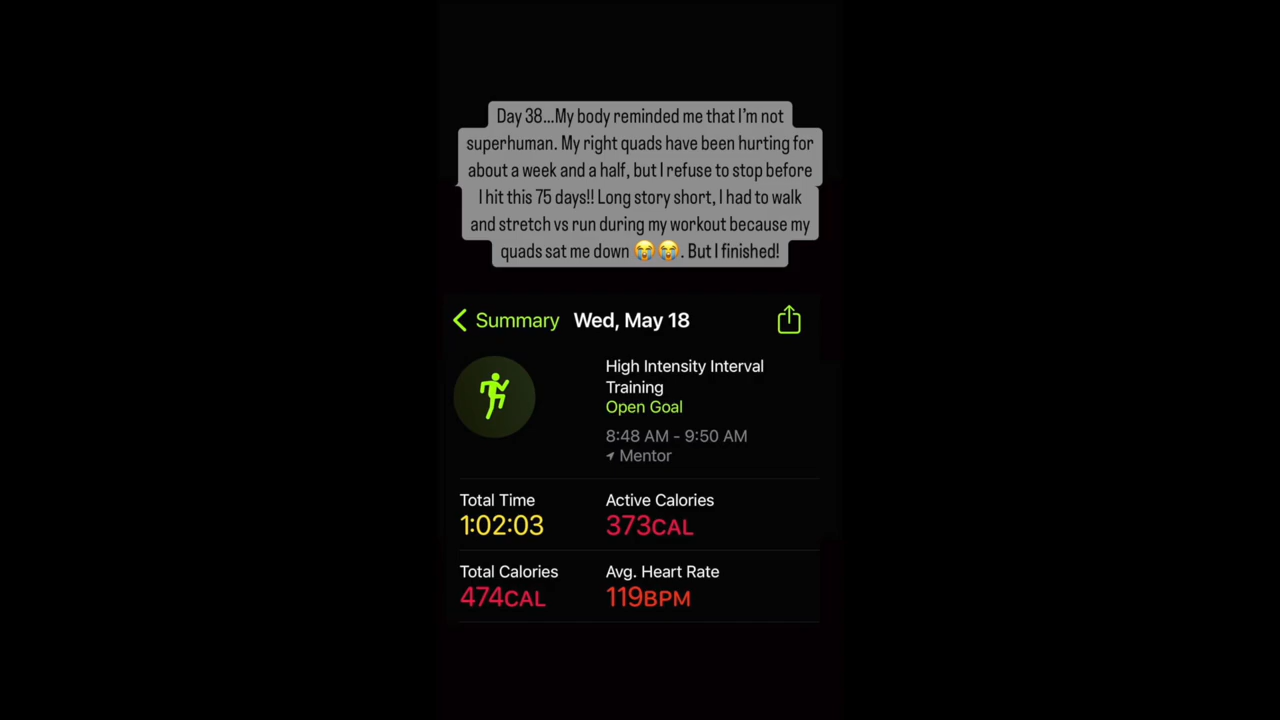 Day 38...My body reminded me that I'm not
superhuman. My right quads have been hurting for
about a week and a half, but I refuse to stop before
I hit this 75 days!! Long story short, I had to walk
and stretch vs run during my workout because my
quads sat me down 😭😭. But I finished!
Summary Wed, May 18
High Intensity Interval
Training
Open Goal
8:48 AM - 9:50 AM
Mentor
Total Time Active Calories
1:02:03 373CAL
Total Calories Avg. Heart Rate
474CAL 119BPM